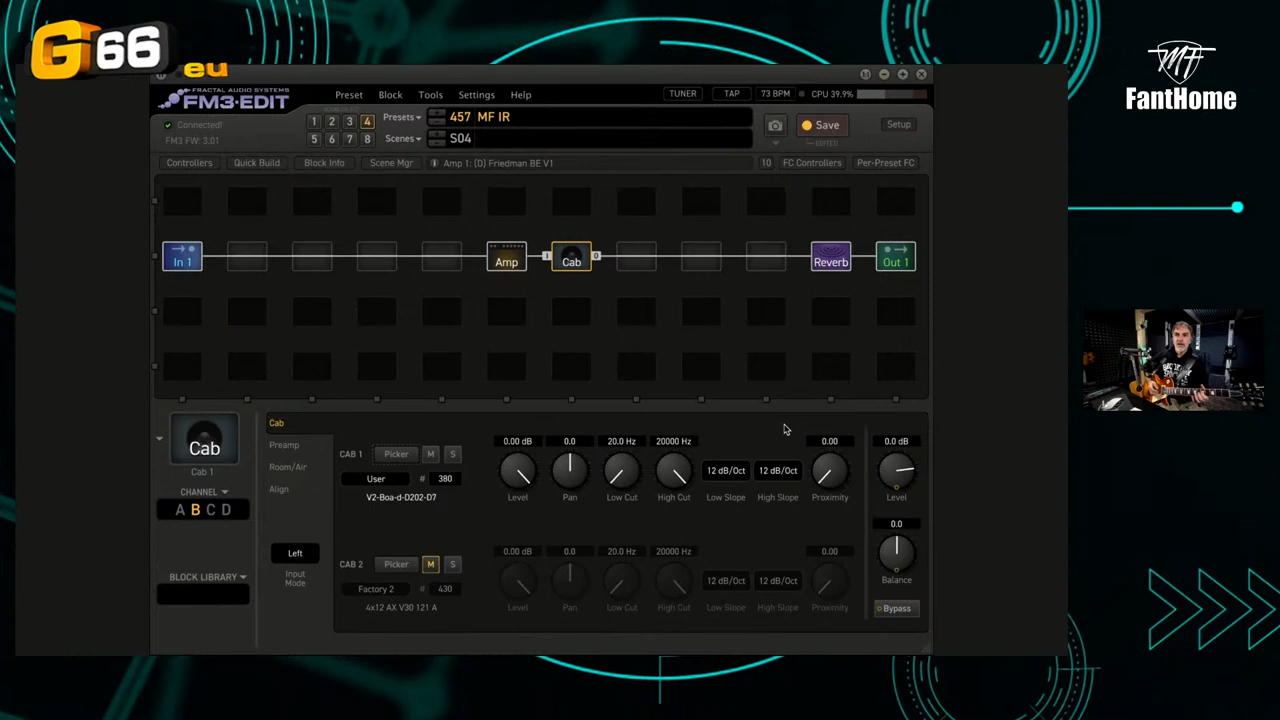 G66
eu
MF
FantHome
FRACTAL AUDIO SYSTEMS
FM3-EDIT
Preset Block Tools Settings Help
TUNER TAP 73 BPM CPU 39.9%
Connected!
FM3 FW: 3.01
1 2 3 4
5 6 7 8
Presets 457 MF IR
Scenes S04
Save
EDITED
Setup
Controllers Quick Build Block Info Scene Mgr Amp 1: (D) Friedman BE V1 10 FC Controllers Per-Preset FC
In 1 Amp I Cab O Reverb Out 1
Cab
Cab 1
CHANNEL
A B C D
BLOCK LIBRARY
Cab
Preamp
Room/Air
Align
Left
Input
Mode
CAB 1 Picker M S
User # 380
V2-Boa-d-D202-D7
0.00 dB 0.0 20.0 Hz 20000 Hz 0.00
12 dB/Oct 12 dB/Oct
Level Pan Low Cut High Cut Low Slope High Slope Proximity
CAB 2 Picker M S
Factory 2 # 430
4x12 AX V30 121 A
0.00 dB 0.0 20.0 Hz 20000 Hz 0.00
12 dB/Oct 12 dB/Oct
Level Pan Low Cut High Cut Low Slope High Slope Proximity
0.0 dB
Level
0.0
Balance
Bypass